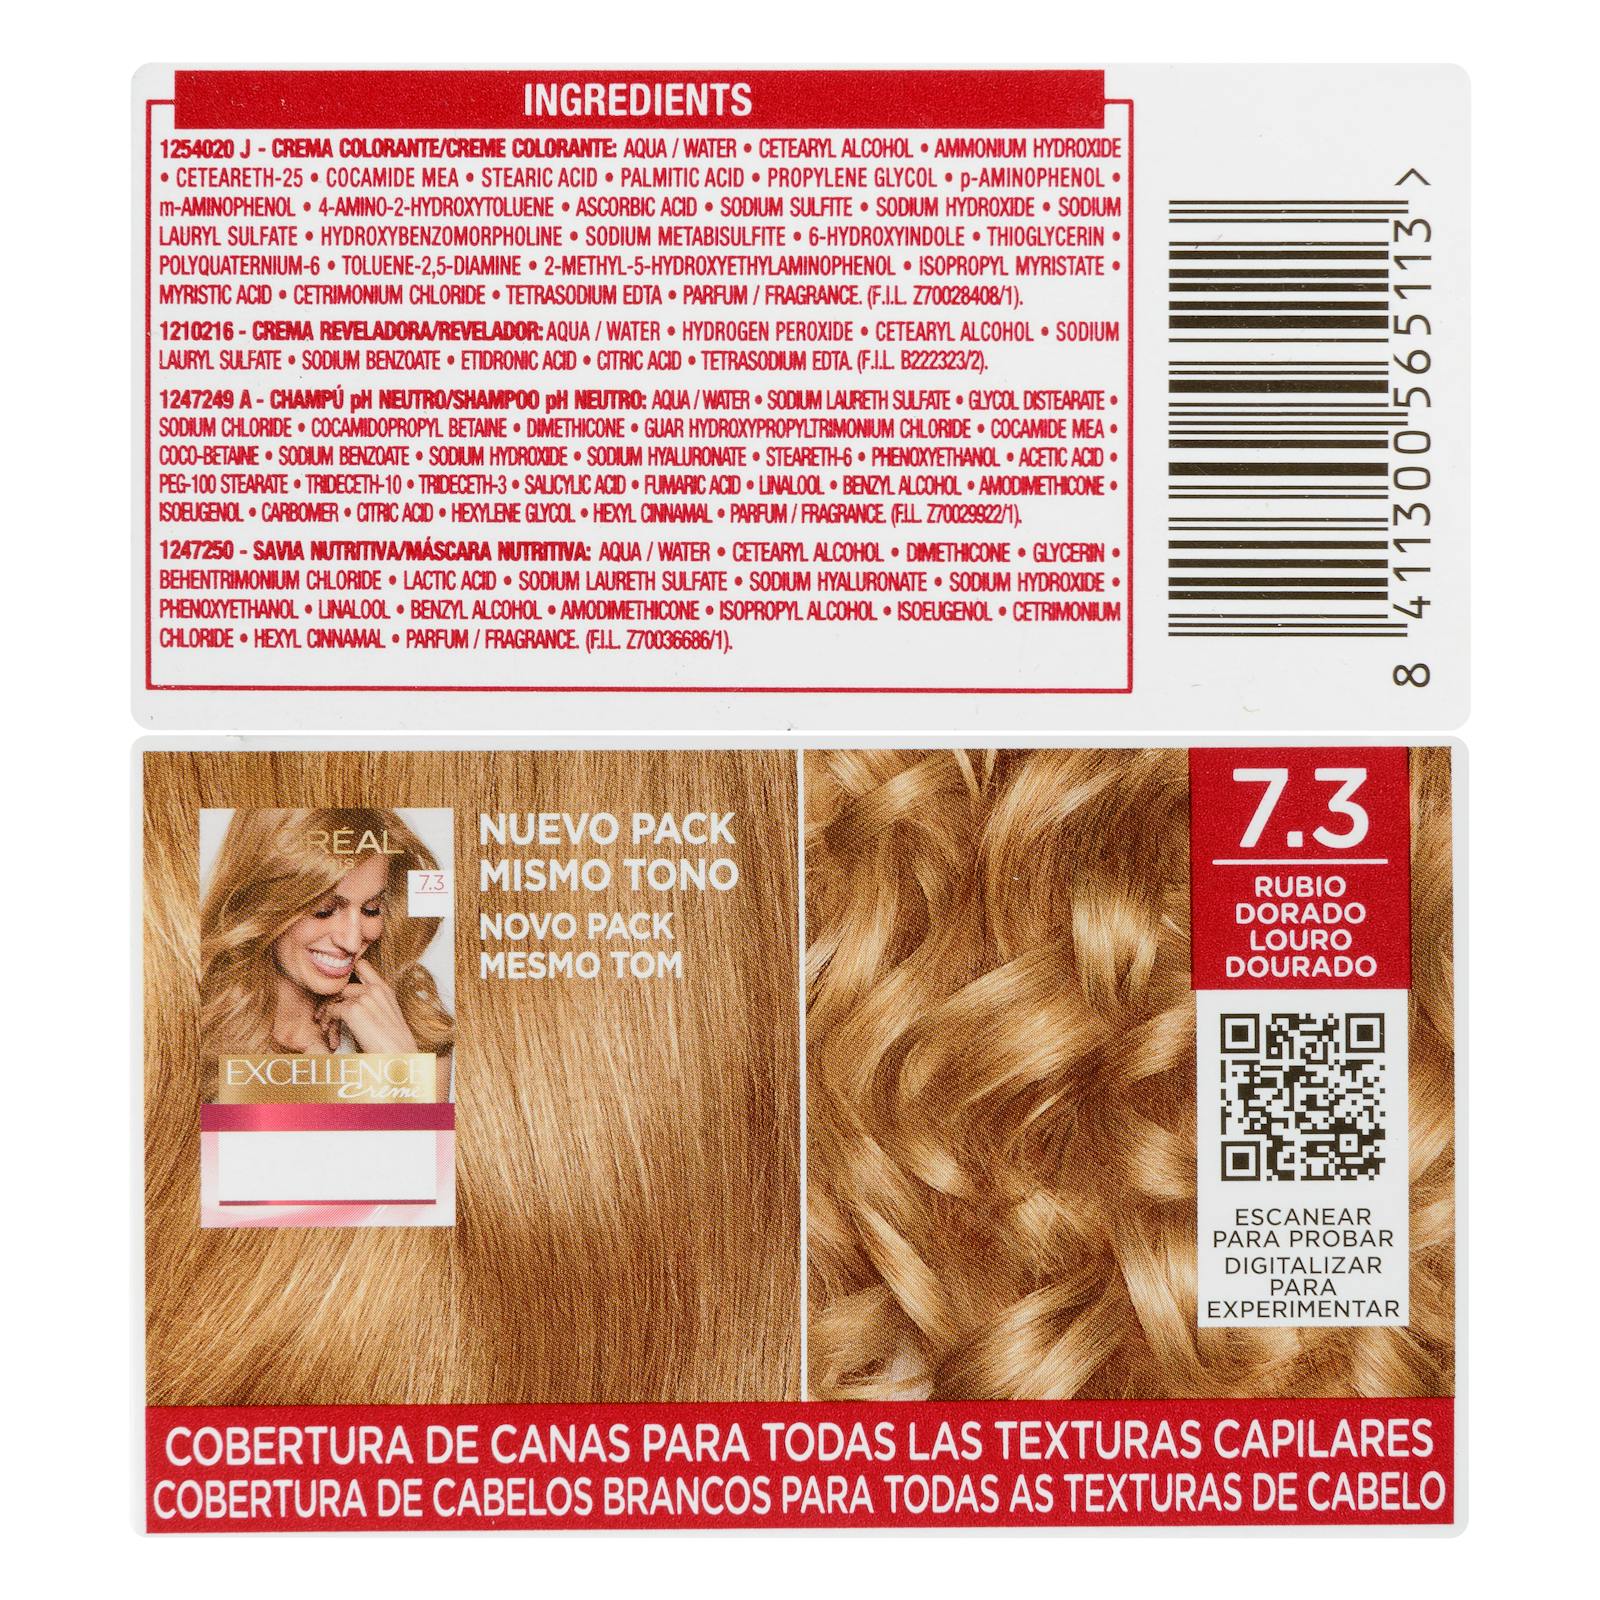 INGREDIENTS
1254020 J - CREMA COLORANTE/CREME COLORANTE: AQUA / WATER • CETEARYL ALCOHOL • AMMONIUM HYDROXIDE
• CETEARETH-25 • COCAMIDE MEA • STEARIC ACID • PALMITIC ACID • PROPYLENE GLYCOL • p-AMINOPHENOL •
m-AMINOPHENOL • 4-AMINO-2-HYDROXYTOLUENE • ASCORBIC ACID • SODIUM SULFITE • SODIUM HYDROXIDE • SODIUM
LAURYL SULFATE • HYDROXYBENZOMORPHOLINE • SODIUM METABISULFITE • 6-HYDROXYINDOLE • THIOGLYCERIN •
POLYQUATERNIUM-6 • TOLUENE-2,5-DIAMINE • 2-METHYL-5-HYDROXYETHYLAMINOPHENOL • ISOPROPYL MYRISTATE •
MYRISTIC ACID • CETRIMONIUM CHLORIDE • TETRASODIUM EDTA • PARFUM / FRAGRANCE. (F.I.L. Z70028408/1).
1210216 - CREMA REVELADORA/REVELADOR: AQUA / WATER • HYDROGEN PEROXIDE • CETEARYL ALCOHOL • SODIUM
LAURYL SULFATE • SODIUM BENZOATE • ETIDRONIC ACID • CITRIC ACID • TETRASODIUM EDTA. (F.I.L. B222323/2).
1247249 A - CHAMPÚ pH NEUTRO/SHAMPOO pH NEUTRO: AQUA / WATER • SODIUM LAURETH SULFATE • GLYCOL DISTEARATE •
SODIUM CHLORIDE • COCAMIDOPROPYL BETAINE • DIMETHICONE • GUAR HYDROXYPROPYLTRIMONIUM CHLORIDE • COCAMIDE MEA •
COCO-BETAINE • SODIUM BENZOATE • SODIUM HYDROXIDE • SODIUM HYALURONATE • STEARETH-6 • PHENOXYETHANOL • ACETIC ACID •
PEG-100 STEARATE • TRIDECETH-10 • TRIDECETH-3 • SALICYLIC ACID • FUMARIC ACID • LINALOOL • BENZYL ALCOHOL • AMODIMETHICONE •
ISOEUGENOL • CARBOMER • CITRIC ACID • HEXYLENE GLYCOL • HEXYL CINNAMAL • PARFUM / FRAGRANCE. (F.I.L. Z70029922/1).
1247250 - SAVIA NUTRITIVA/MÁSCARA NUTRITIVA: AQUA / WATER • CETEARYL ALCOHOL • DIMETHICONE • GLYCERIN •
BEHENTRIMONIUM CHLORIDE • LACTIC ACID • SODIUM LAURETH SULFATE • SODIUM HYALURONATE • SODIUM HYDROXIDE •
PHENOXYETHANOL • LINALOOL • BENZYL ALCOHOL • AMODIMETHICONE • ISOPROPYL ALCOHOL • ISOEUGENOL • CETRIMONIUM
CHLORIDE • HEXYL CINNAMAL • PARFUM / FRAGRANCE. (F.I.L. Z70036686/1).
8 411300 565113 >
RÉAL
7.3
EXCELLENCE
Creme
NUEVO PACK
MISMO TONO
NOVO PACK
MESMO TOM
7.3
RUBIO
DORADO
LOURO
DOURADO
ESCANEAR
PARA PROBAR
DIGITALIZAR
PARA
EXPERIMENTAR
COBERTURA DE CANAS PARA TODAS LAS TEXTURAS CAPILARES
COBERTURA DE CABELOS BRANCOS PARA TODAS AS TEXTURAS DE CABELO